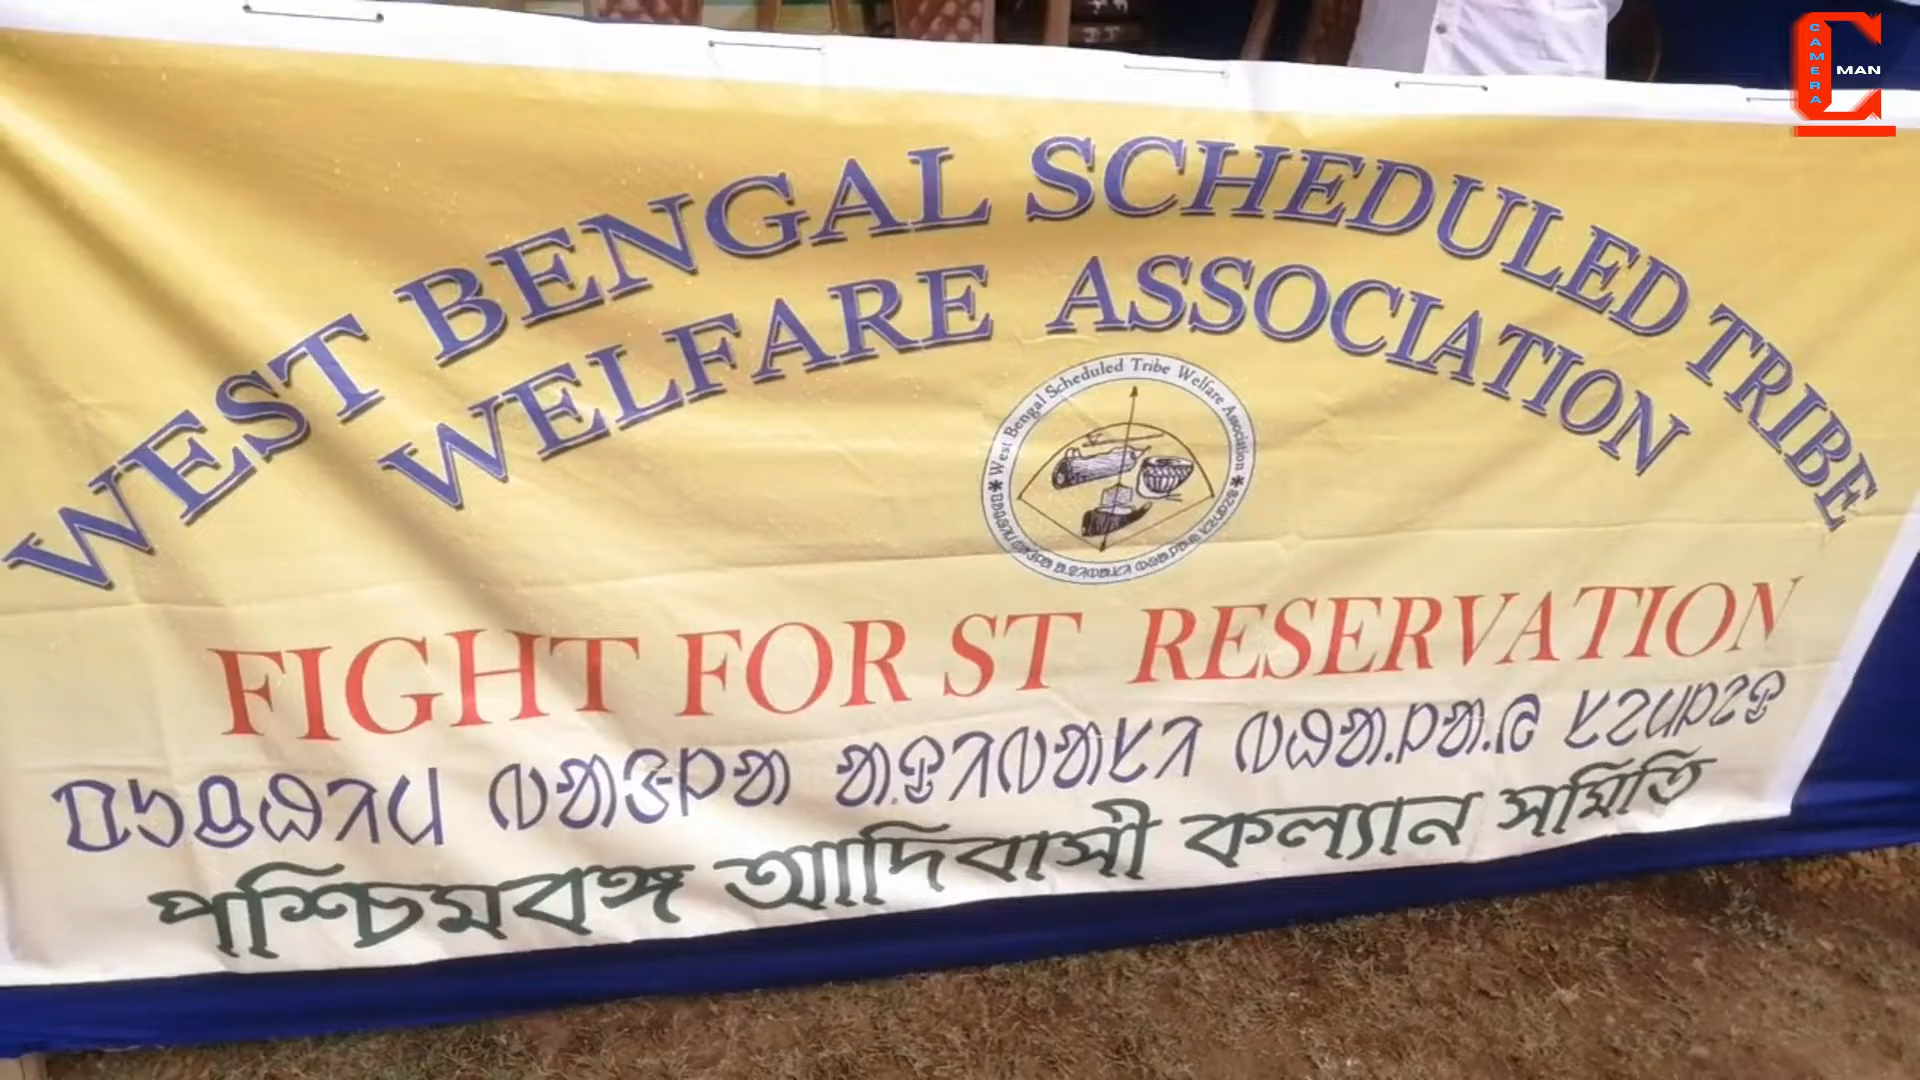 WEST BENGAL SCHEDULED TRIBE
WELFARE ASSOCIATION
West Bengal Scheduled Tribe Welfare Association
FIGHT FOR ST RESERVATION
পশ্চিমবঙ্গ আদিবাসী কল্যান সমিতি
CAMERA
MAN